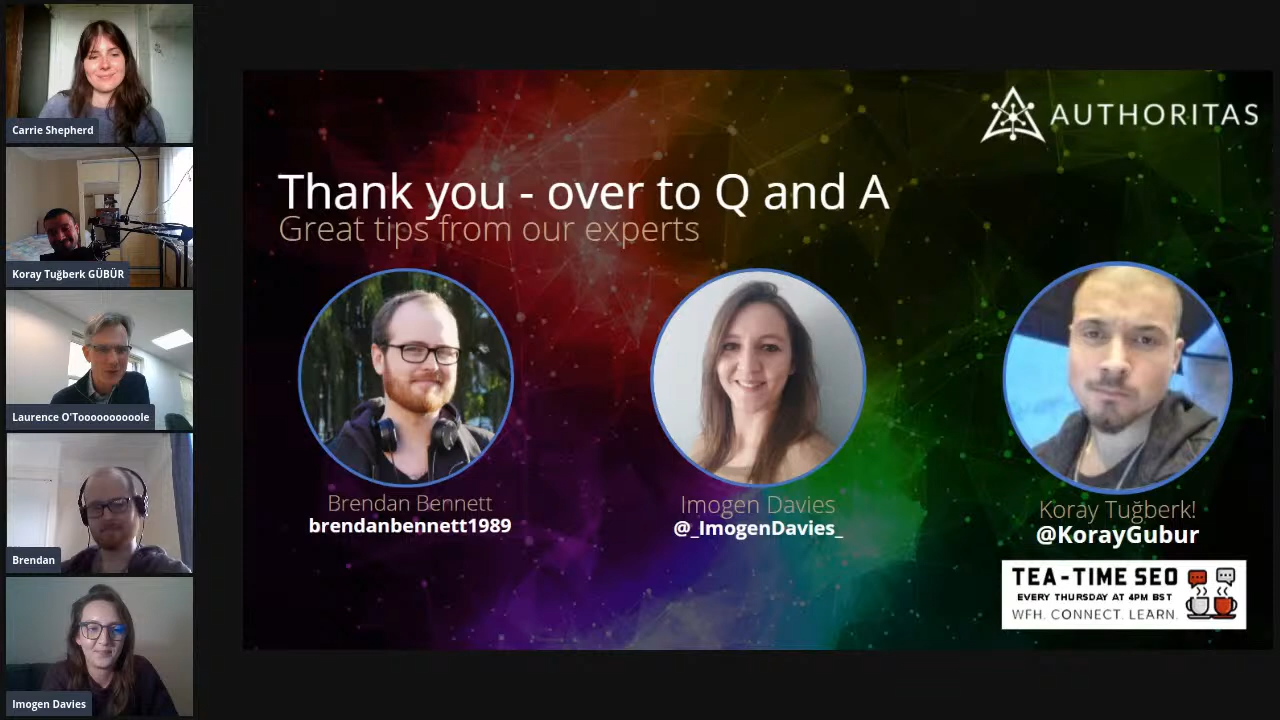 Carrie Shepherd
Koray Tuğberk GÜBÜR
Laurence O'Toooooooooole
Brendan
Imogen Davies
AUTHORITAS
Thank you - over to Q and A
Great tips from our experts
Brendan Bennett
brendanbennett1989
Imogen Davies
@_ImogenDavies_
Koray Tuğberk!
@KorayGubur
TEA-TIME SEO
EVERY THURSDAY AT 4PM BST
WFH. CONNECT. LEARN.